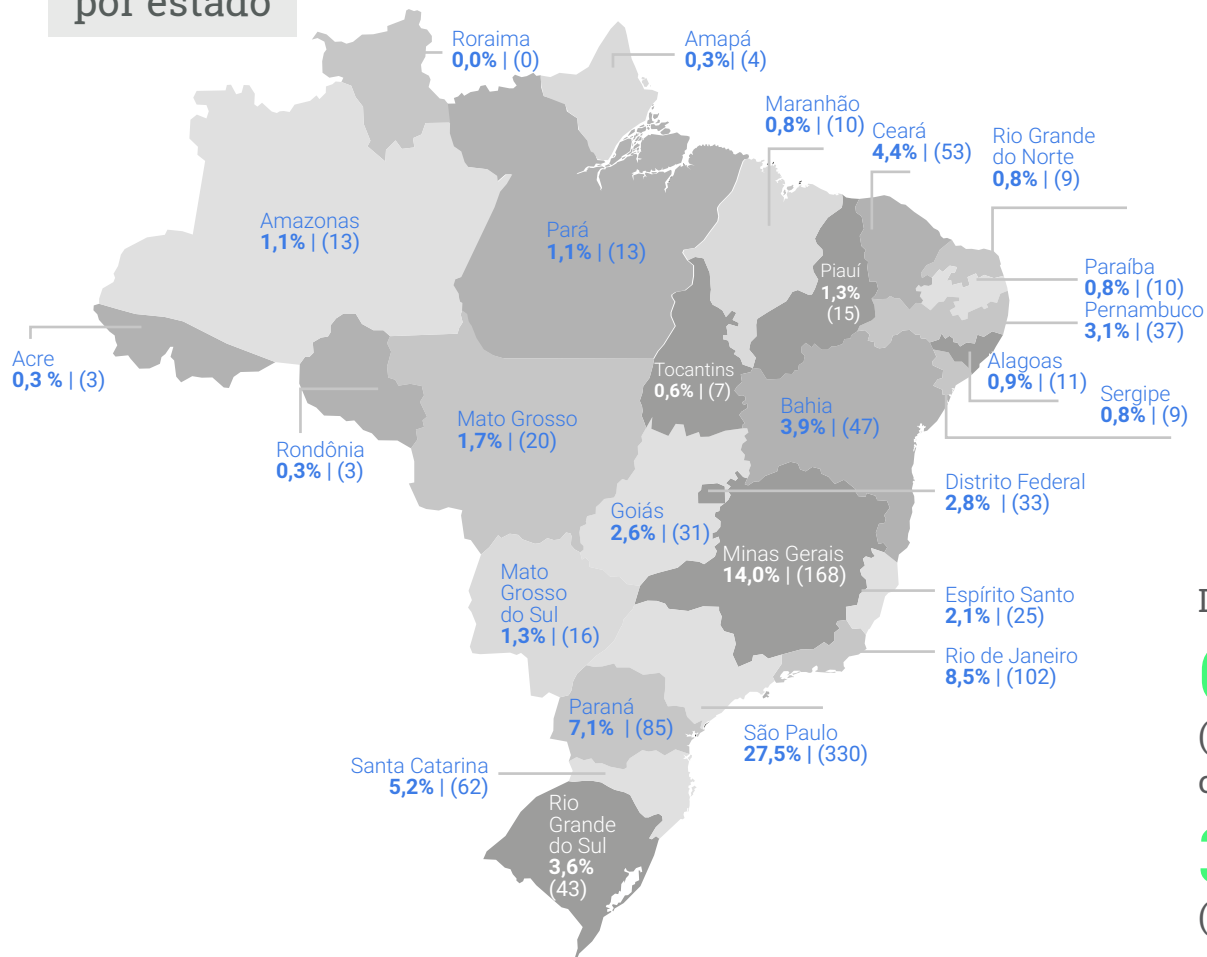 por estado
Roraima
0,0% | (0)
Amapá
0,3%| (4)
Maranhão
0,8% | (10)
Ceará
4,4% | (53)
Rio Grande
do Norte
0,8% | (9)
Amazonas
1,1% | (13)
Pará
1,1% | (13)
Piauí
1,3%
(15)
Paraíba
0,8% | (10)
Pernambuco
3,1% | (37)
Acre
0,3 % | (3)
Tocantins
0,6% | (7)
Alagoas
0,9% | (11)
Sergipe
0,8% | (9)
Bahia
3,9% | (47)
Mato Grosso
1,7% | (20)
Rondônia
0,3% | (3)
Distrito Federal
2,8% | (33)
Goiás
2,6% | (31)
Minas Gerais
14,0% | (168)
Mato
Grosso
do Sul
1,3% | (16)
Espírito Santo
2,1% | (25)
Rio de Janeiro
8,5% | (102)
Paraná
7,1% | (85)
São Paulo
27,5% | (330)
Santa Catarina
5,2% | (62)
Rio
Grande
do Sul
3,6%
(43)